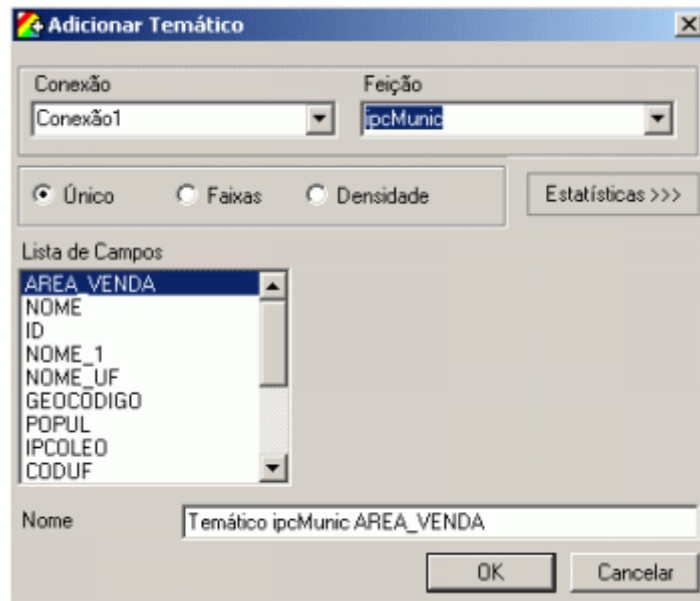 Adicionar Temático
Conexão Feição
Conexão1 ipcMunic
Único Faixas Densidade Estatísticas >>>
Lista de Campos
AREA_VENDA
NOME
ID
NOME_1
NOME_UF
GEOCODIGO
POPUL
IPCOLEO
CODUF
Nome Temático ipcMunic AREA_VENDA
OK Cancelar